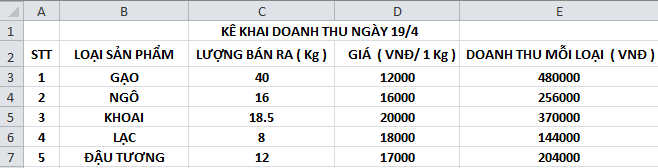 A B C D E
1 KÊ KHAI DOANH THU NGÀY 19/4
2 STT LOẠI SẢN PHẨM LƯỢNG BÁN RA ( Kg ) GIÁ ( VNĐ/ 1 Kg ) DOANH THU MỖI LOẠI ( VNĐ )
3 1 GẠO 40 12000 480000
4 2 NGÔ 16 16000 256000
5 3 KHOAI 18.5 20000 370000
6 4 LẠC 8 18000 144000
7 5 ĐẬU TƯƠNG 12 17000 204000